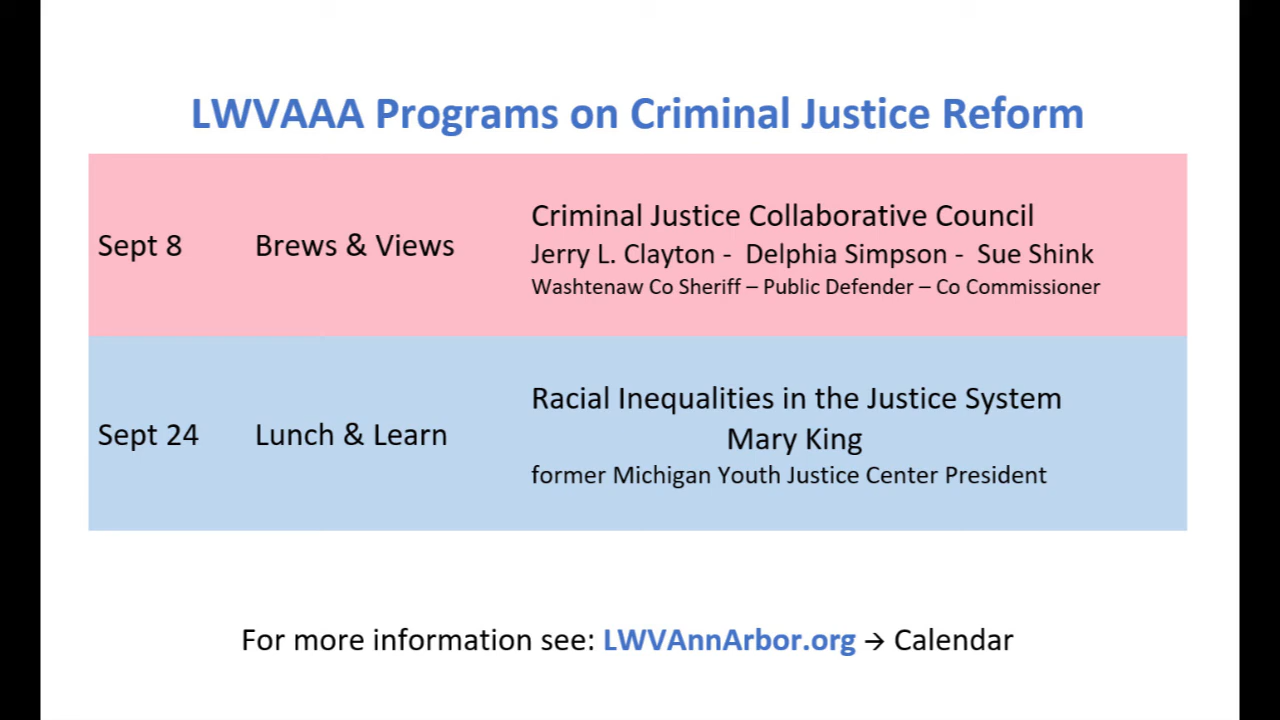 LWVAAA Programs on Criminal Justice Reform
Sept 8
Brews & Views
Criminal Justice Collaborative Council
Jerry L. Clayton - Delphia Simpson - Sue Shink
Washtenaw Co Sheriff – Public Defender – Co Commissioner
Sept 24
Lunch & Learn
Racial Inequalities in the Justice System
Mary King
former Michigan Youth Justice Center President
For more information see: LWVAnnArbor.org → Calendar